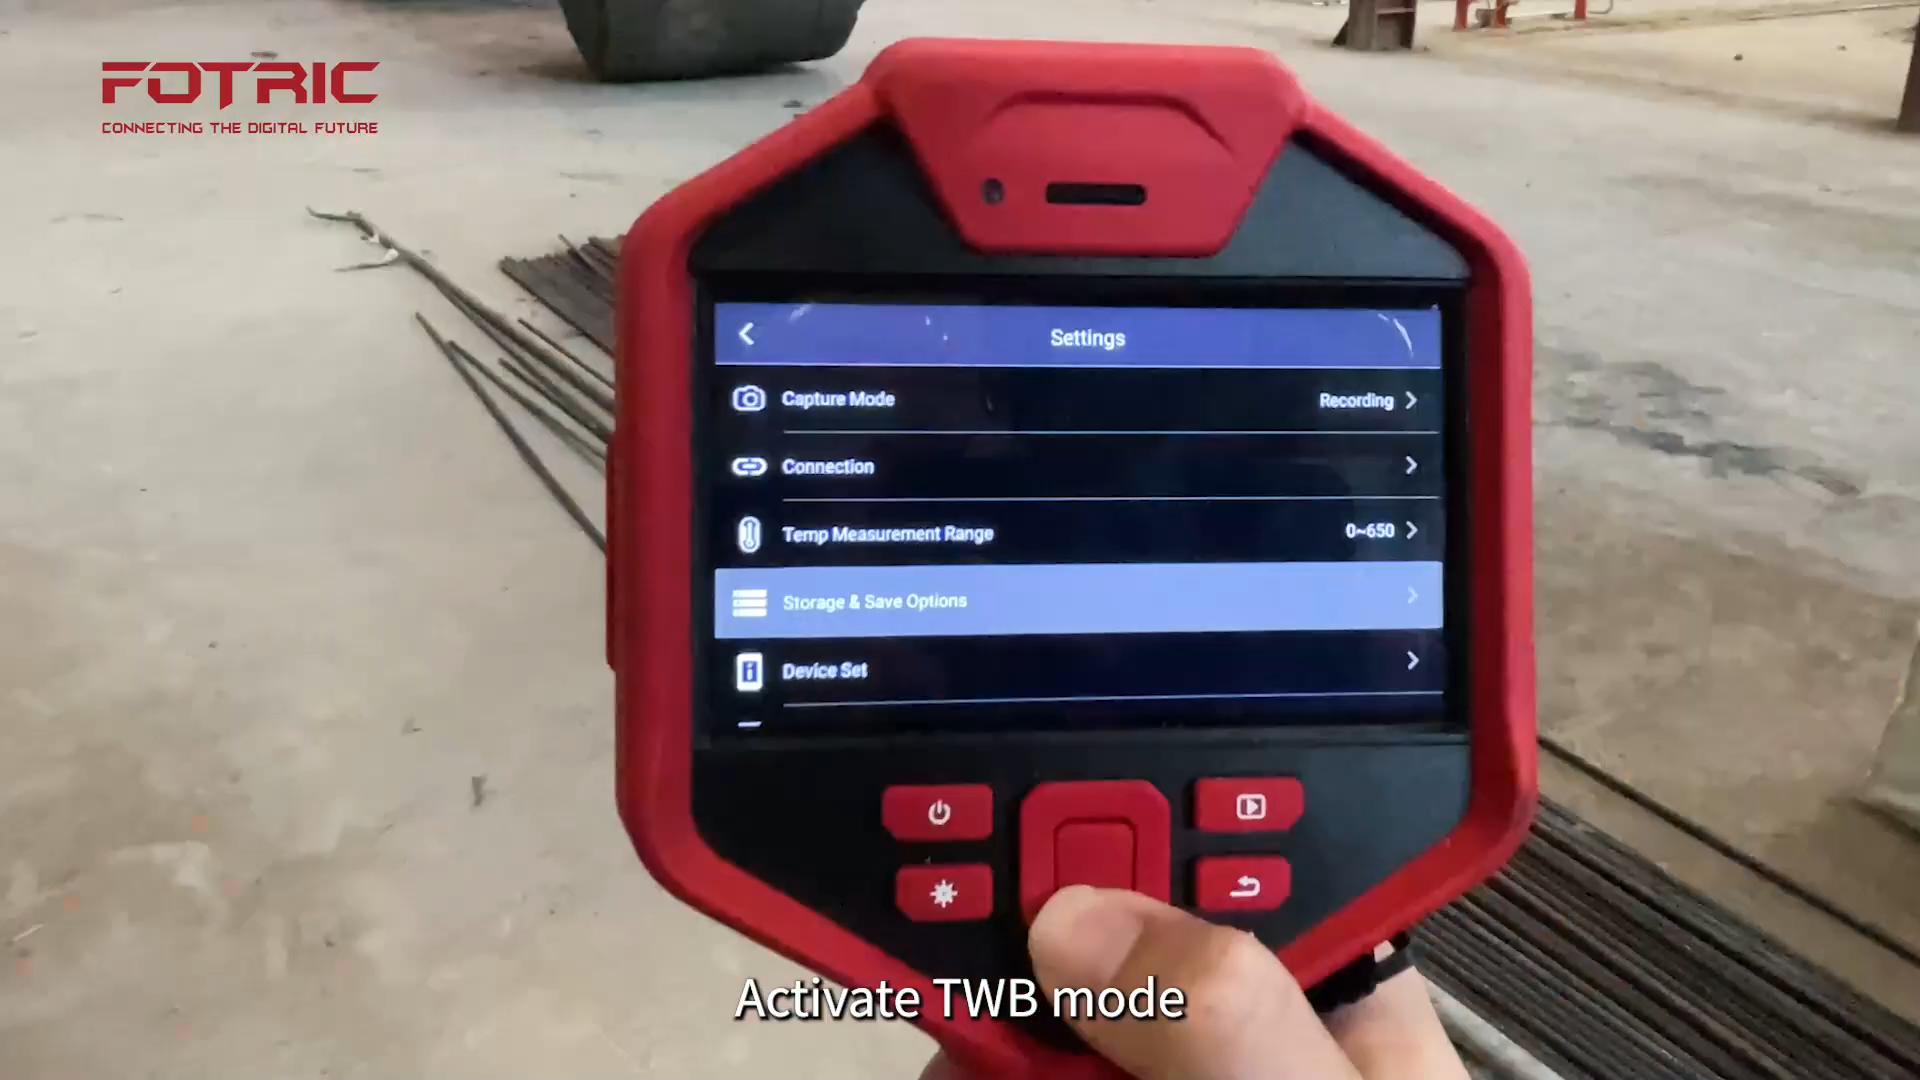 FOTRIC
CONNECTING THE DIGITAL FUTURE
Settings
Capture Mode Recording
Connection
Temp Measurement Range 0~650
Storage & Save Options
Device Set
Activate TWB mode